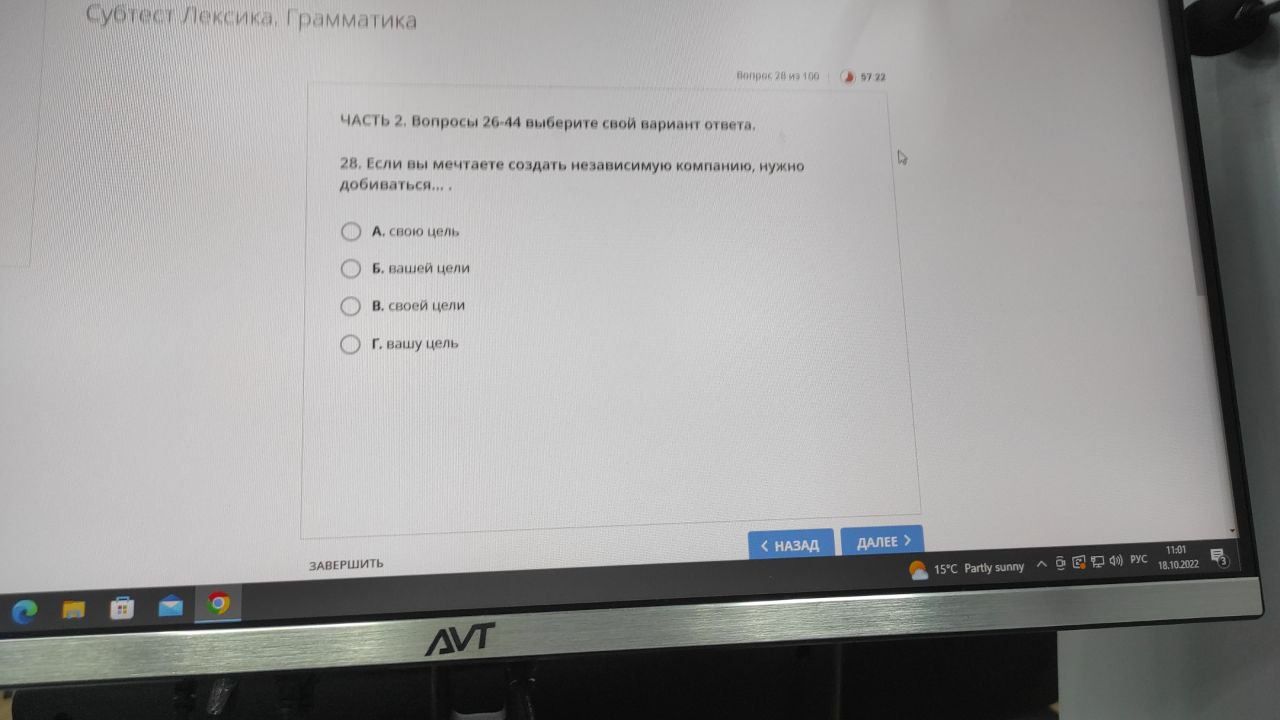 Субтест Лексика. Грамматика
Вопрос 28 из 100
57 22
ЧАСТЬ 2. Вопросы 26-44 выберите свой вариант ответа.
28. Если вы мечтаете создать независимую компанию, нужно
добиваться... .
А. свою цель
Б. вашей цели
В. своей цели
Г. вашу цель
НАЗАД
ДАЛЕЕ
ЗАВЕРШИТЬ
15°C Partly sunny
РУС
11:01
18.10.2022
3
AVT